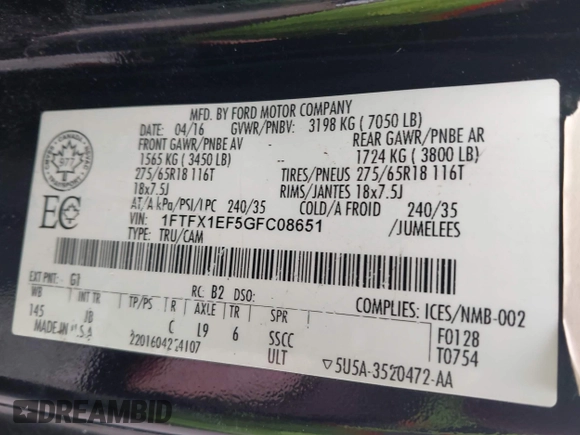 MFD. BY FORD MOTOR COMPANY
DATE: 04/16 GVWR/PNBV: 3198 KG ( 7050 LB)
FRONT GAWR/PNBE AV REAR GAWR/PNBE AR
1565 KG ( 3450 LB) 1724 KG ( 3800 LB)
275/65R18 116T TIRES/PNEUS 275/65R18 116T
18x7.5J RIMS/JANTES 18x7.5J
AT/A kPa/PSI/LPC 240/35 COLD/A FROID 240/35
VIN: 1FTFX1EF5GFC08651 /JUMELEES
TYPE: TRU/CAM
EXT PNT: G1 RC: B2 DSO: COMPLIES: ICES/NMB-002
WB INT TR TP/PS R AXLE TR SPR F0128
145 JB C L9 6 SSCC T0754
MADE IN U.S.A ULT
▽5U5A-3520472-AA
EC
CANADA
DREAMBID